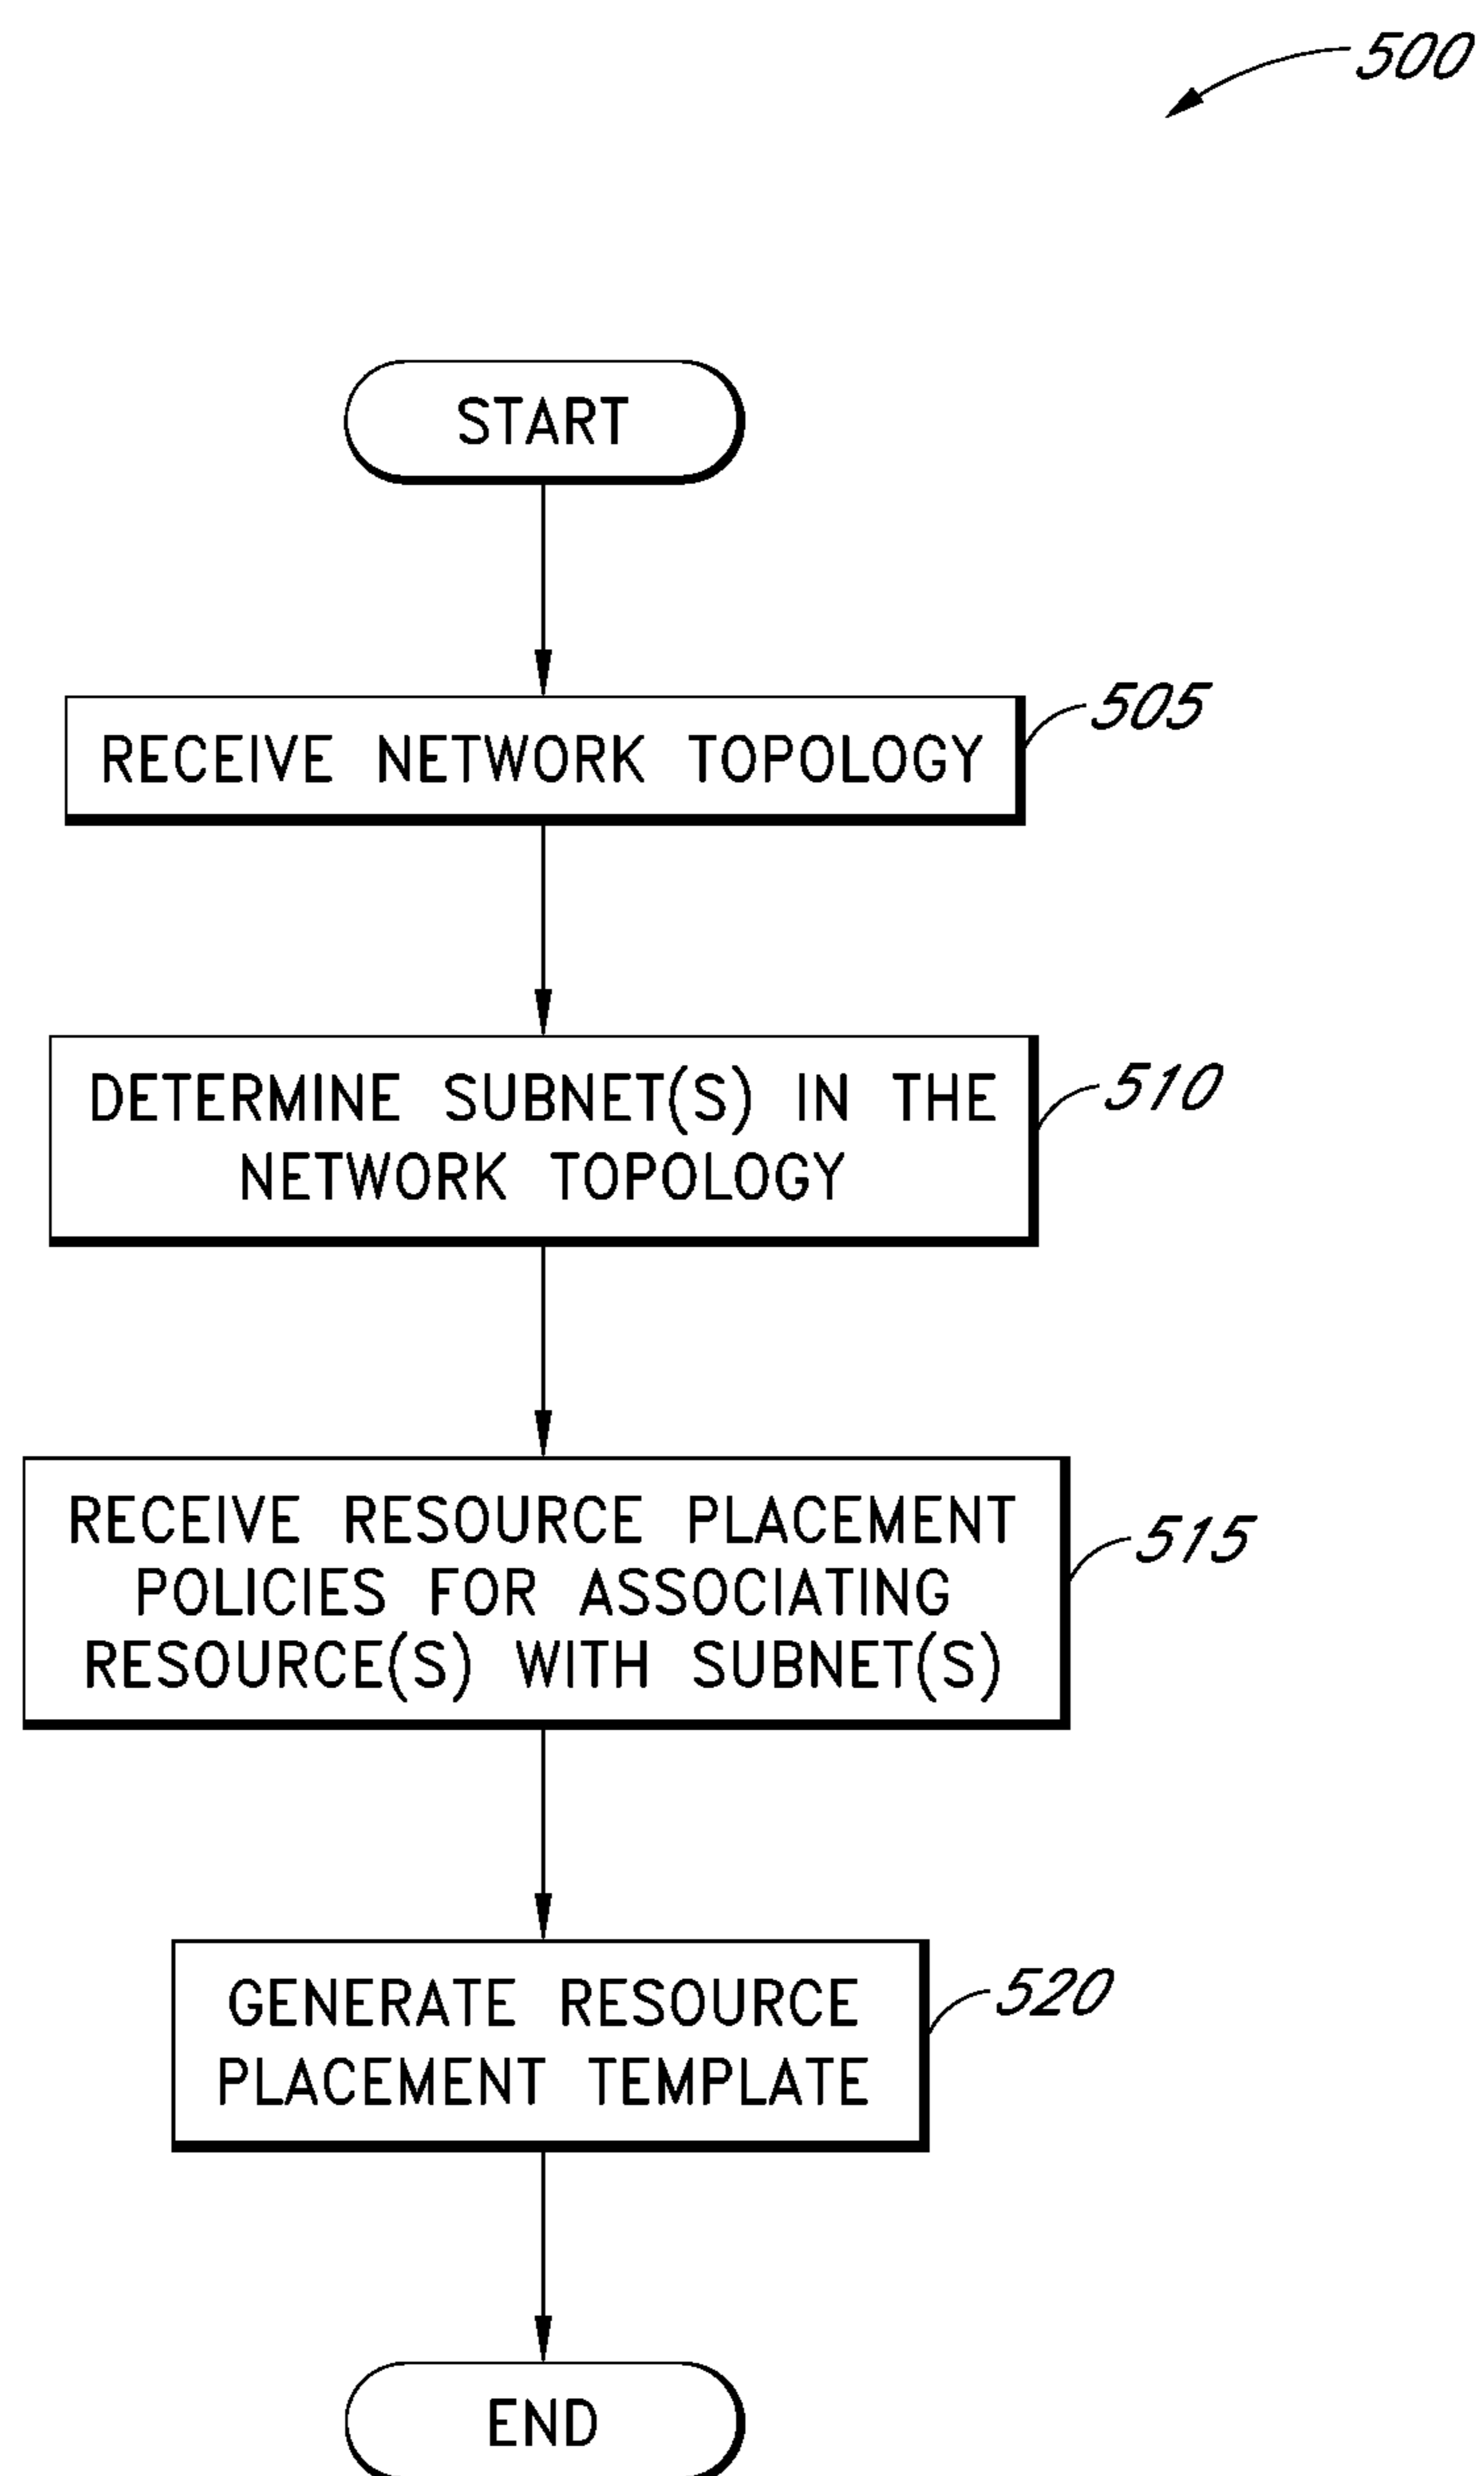 500
START
RECEIVE NETWORK TOPOLOGY
505
DETERMINE SUBNET(S) IN THE
NETWORK TOPOLOGY
510
RECEIVE RESOURCE PLACEMENT
POLICIES FOR ASSOCIATING
RESOURCE(S) WITH SUBNET(S)
515
GENERATE RESOURCE
PLACEMENT TEMPLATE
520
END